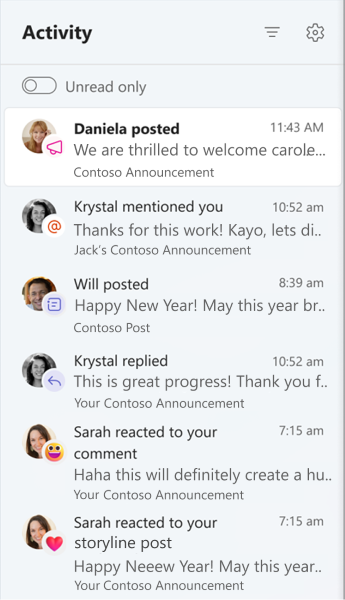 Activity
Unread only
Daniela posted 11:43 AM
We are thrilled to welcome carole...
Contoso Announcement
Krystal mentioned you 10:52 am
Thanks for this work! Kayo, lets di..
Jack's Contoso Announcement
Will posted 8:39 am
Happy New Year! May this year br..
Contoso Post
Krystal replied 10:52 am
This is great progress! Thank you f..
Your Contoso Announcement
Sarah reacted to your 7:15 am
comment
Haha this will definitely create a hu..
Your Contoso Announcement
Sarah reacted to your 7:15 am
storyline post
Happy Neeew Year! May this year..
Your Contoso Announcement